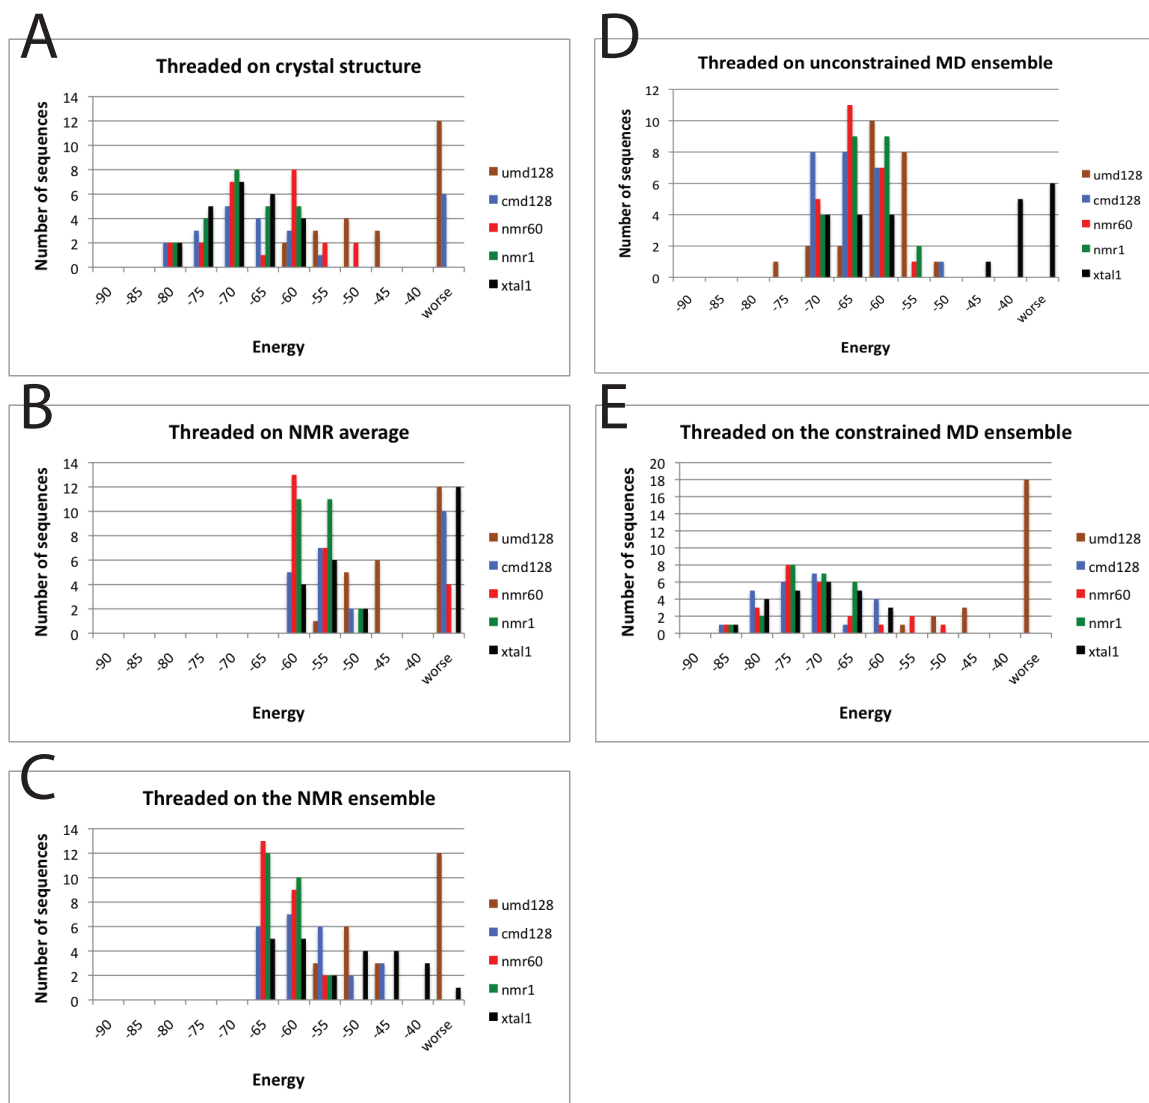 A
Threaded on crystal structure
Number of sequences
14
12
10
8
6
4
2
0
-90 -85 -80 -75 -70 -65 -60 -55 -50 -45 -40 worse
Energy
umd128
cmd128
nmr60
nmr1
xtal1
B
Threaded on NMR average
Number of sequences
14
12
10
8
6
4
2
0
-90 -85 -80 -75 -70 -65 -60 -55 -50 -45 -40 worse
Energy
umd128
cmd128
nmr60
nmr1
xtal1
C
Threaded on the NMR ensemble
Number of sequences
14
12
10
8
6
4
2
0
-90 -85 -80 -75 -70 -65 -60 -55 -50 -45 -40 worse
Energy
umd128
cmd128
nmr60
nmr1
xtal1
D
Threaded on unconstrained MD ensemble
Number of sequences
12
10
8
6
4
2
0
-90 -85 -80 -75 -70 -65 -60 -55 -50 -45 -40 worse
Energy
umd128
cmd128
nmr60
nmr1
xtal1
E
Threaded on the constrained MD ensemble
Number of sequences
20
18
16
14
12
10
8
6
4
2
0
-90 -85 -80 -75 -70 -65 -60 -55 -50 -45 -40 worse
Energy
umd128
cmd128
nmr60
nmr1
xtal1